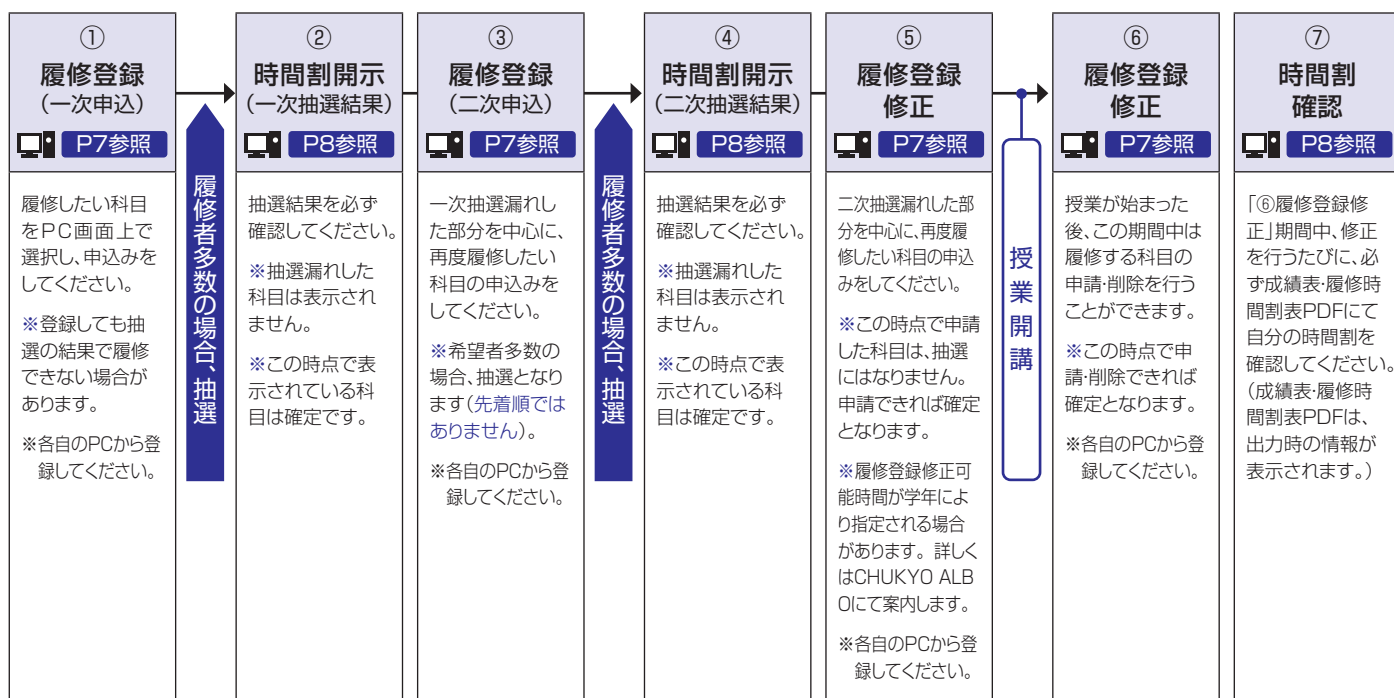 ①
履修登録
（一次申込）
P7参照
履修したい科目
をPC画面上で
選択し、申込みを
してください。
※登録しても抽
選の結果で履修
できない場合が
あります。
※各自のPCから登
録してください。
履修者多数の場合、抽選
②
時間割開示
（一次抽選結果）
P8参照
抽選結果を必ず
確認してください。
※抽選漏れした
科目は表示され
ません。
※この時点で表
示されている科
目は確定です。
③
履修登録
（二次申込）
P7参照
一次抽選漏れし
た部分を中心に、
再度履修したい
科目の申込みを
してください。
※希望者多数の
場合、抽選となり
ます（先着順では
ありません）。
※各自のPCから登
録してください。
履修者多数の場合、抽選
④
時間割開示
（二次抽選結果）
P8参照
抽選結果を必ず
確認してください。
※抽選漏れした
科目は表示され
ません。
※この時点で表
示されている科
目は確定です。
⑤
履修登録
修正
P7参照
二次抽選漏れした部
分を中心に、再度履
修したい科目の申込
みをしてください。
※この時点で申請
した科目は、抽選
にはなりません。
申請できれば確定
となります。
※履修登録修正可
能時間が学年によ
り指定される場合
があります。詳しく
はCHUKYO ALB
Oにて案内します。
※各自のPCから登
録してください。
授業開講
⑥
履修登録
修正
P7参照
授業が始まった
後、この期間中は
履修する科目の
申請・削除を行う
ことができます。
※この時点で申
請・削除できれば
確定となります。
※各自のPCから登
録してください。
⑦
時間割
確認
P8参照
「⑥履修登録修
正」期間中、修正
を行うたびに、必
ず成績表・履修時
間割表PDFにて
自分の時間割を
確認してください。
（成績表・履修時
間割表PDFは、
出力時の情報が
表示されます。）